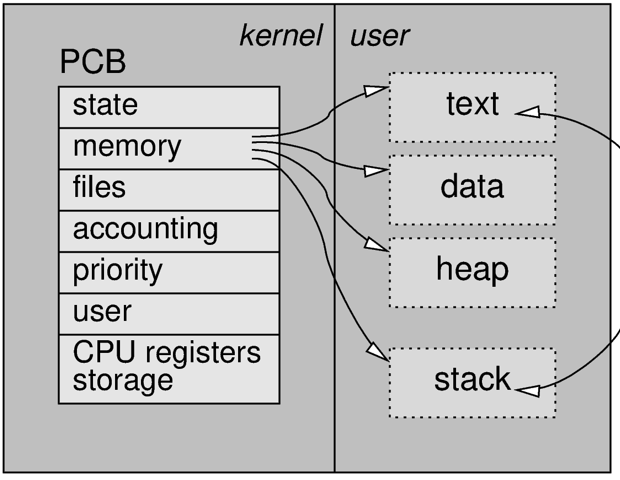 kernel
user
PCB
state
memory
files
accounting
priority
user
CPU registers
storage
text
data
heap
stack